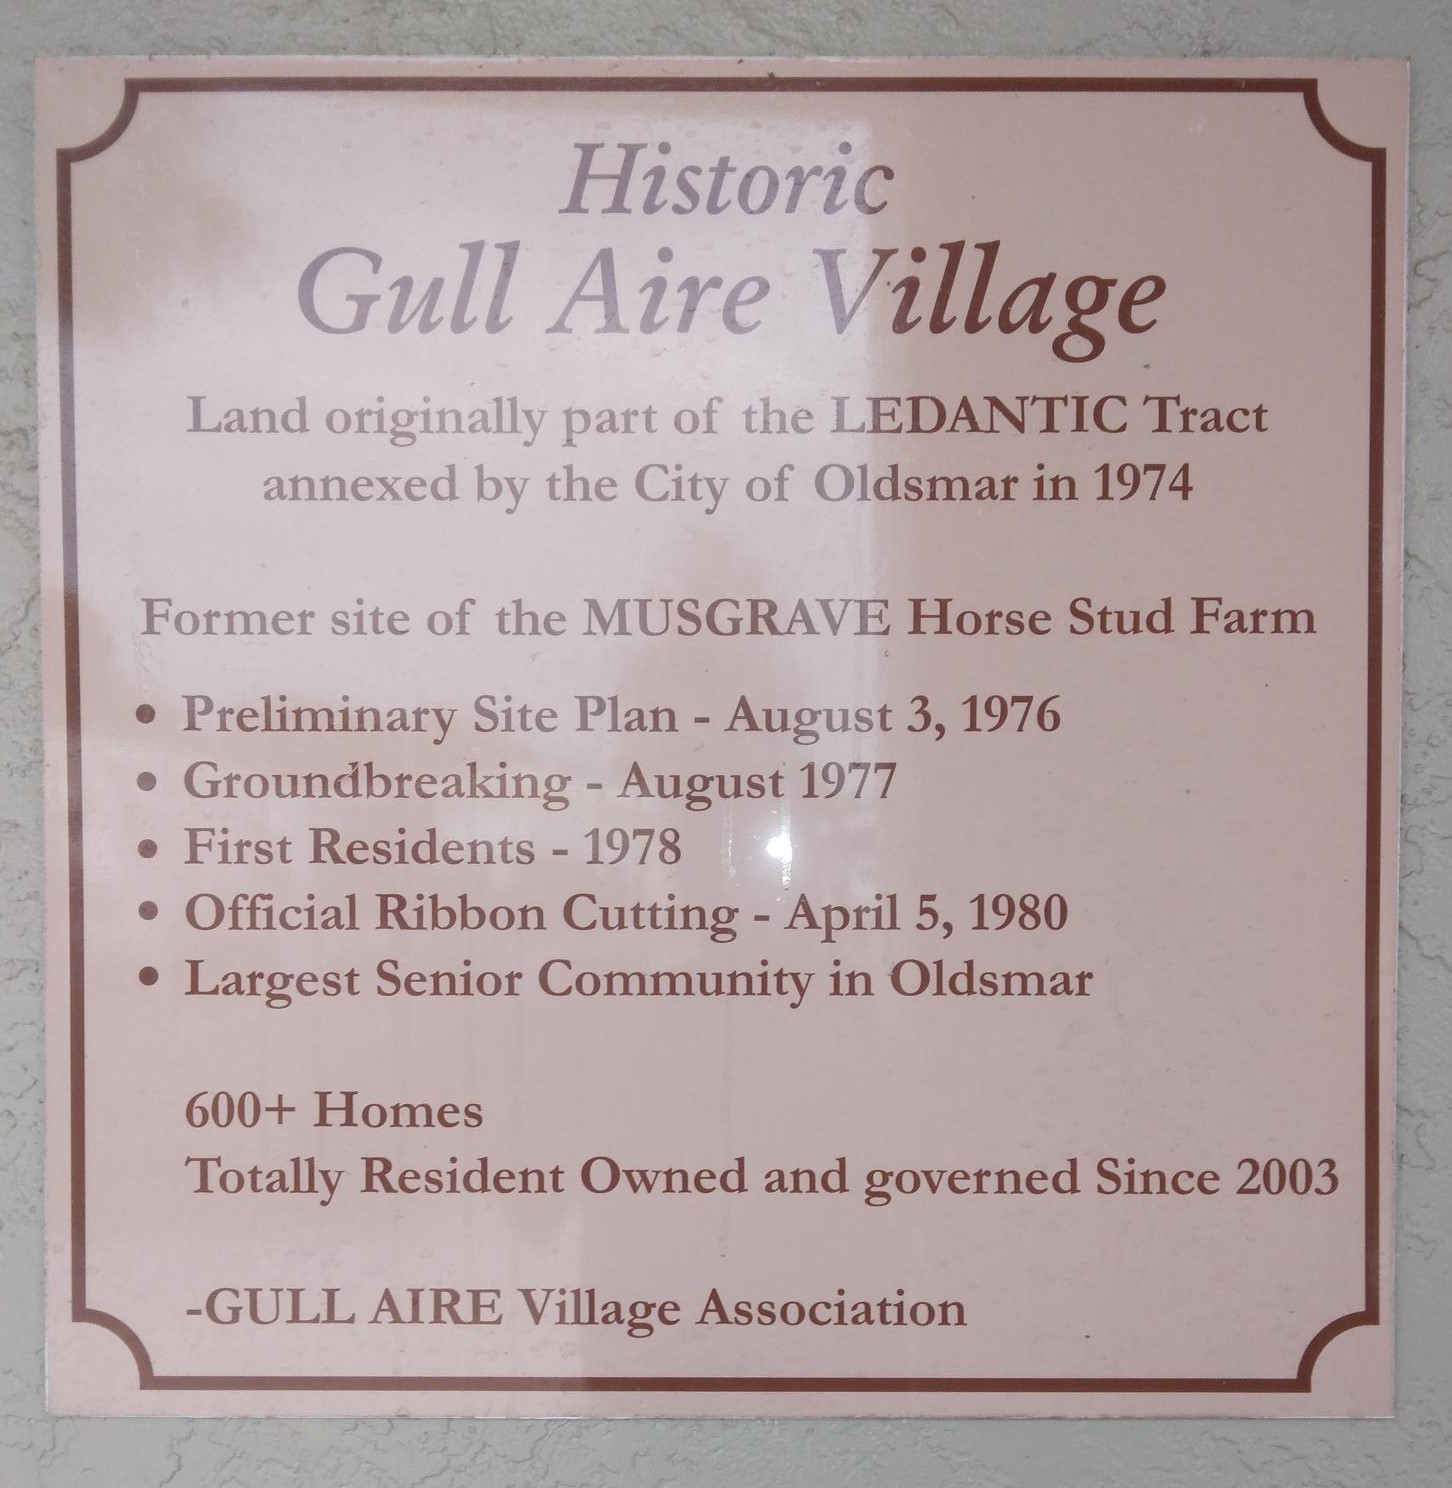 Historic
Gull Aire Village
Land originally part of the LEDANTIC Tract
annexed by the City of Oldsmar in 1974
Former site of the MUSGRAVE Horse Stud Farm
• Preliminary Site Plan - August 3, 1976
• Groundbreaking - August 1977
• First Residents - 1978
• Official Ribbon Cutting - April 5, 1980
• Largest Senior Community in Oldsmar
600+ Homes
Totally Resident Owned and governed Since 2003
-GULL AIRE Village Association